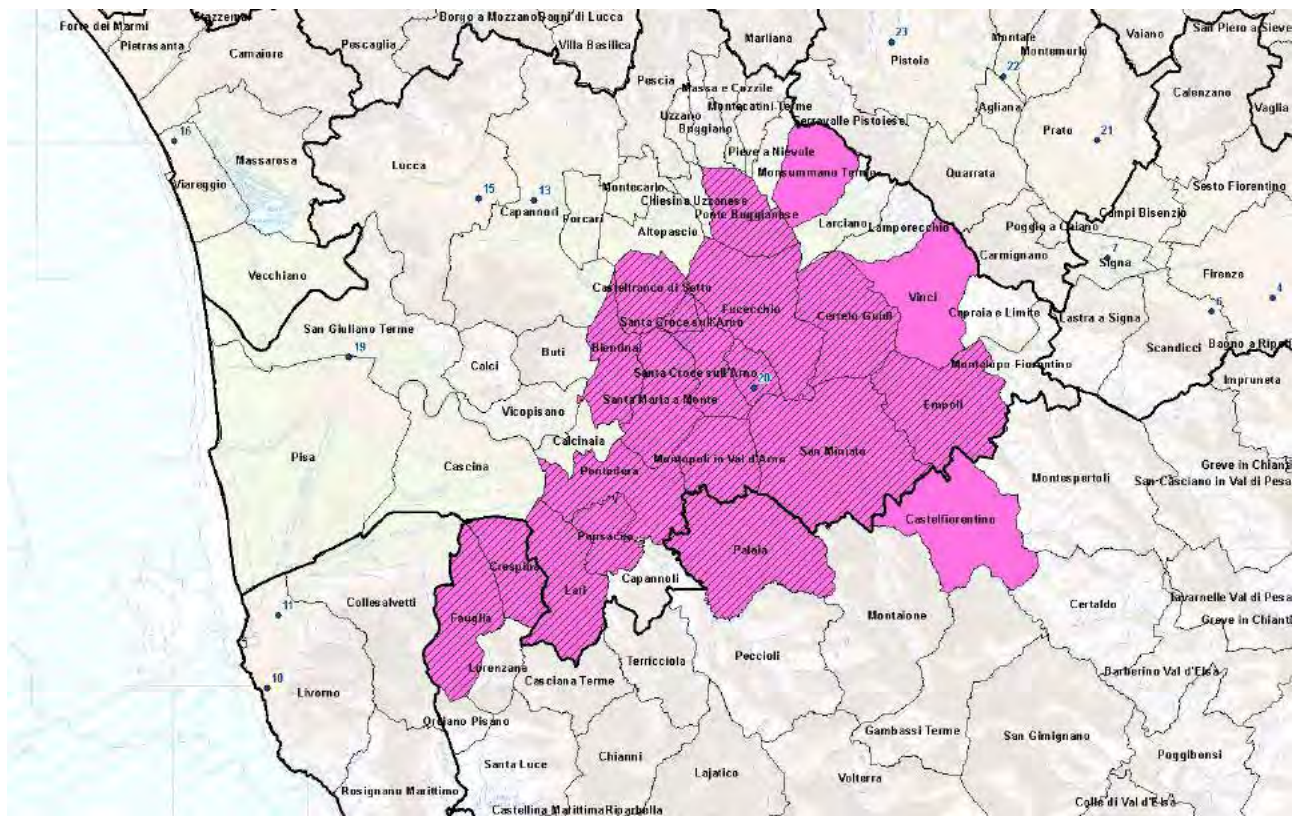 Stazzema
Forte dei Marmi
Borgo a Mozzano
Bagni di Lucca
Pietrasanta
Camaiore
Pescaglia
Villa Basilica
Marliana
23
Pistoia
Montale
Montemurlo
Vaiano
San Piero a Sieve
22
Calenzano
Vaglia
Pescia
Massa e Cozzile
Montecatini-Terme
Uzzano
Buggiano
Agliana
Serravalle Pistoiese
Prato
21
16
Massarosa
Viareggio
Lucca
15
13
Capannori
Porcari
Montecarlo
Chiesina Uzzanese
Pieve a Nievole
Monsummano Terme
Ponte Buggianese
Quarrata
Sesto Fiorentino
Altopascio
Larciano
Lamporecchio
Poggio a Caiano
Campi Bisenzio
Carmignano
7
Signa
Firenze
4
6
Vecchiano
Castelfranco di Sotto
Fucecchio
Vinci
Cerreto Guidi
Capraia e Limite
Lastra a Signa
Scandicci
Bagno a Ripoli
San Giuliano Terme
19
Santa Croce sull'Arno
Bientina
Buti
Calci
Montelupo Fiorentino
Impruneta
Santa Croce sull'Arno
20
Santa Maria a Monte
Empoli
Vicopisano
Calcinaia
Pisa
Cascina
Pontedera
Montopoli in Val d'Arno
San Miniato
Greve in Chianti
Montespertoli
San Casciano in Val di Pesa
Castelfiorentino
Ponsacco
Palaia
Crespina
Lari
Capannoli
Collesalvetti
11
Fauglia
Montaione
Certaldo
Tavarnelle Val di Pesa
Greve in Chianti
Lorenzana
Terricciola
Peccioli
Casciana Terme
Barberino Val d'Elsa
10
Livorno
Orciano Pisano
Gambassi Terme
San Gimignano
Poggibonsi
Santa Luce
Chianni
Lajatico
Volterra
Rosignano Marittimo
Castellina Marittima
Riparbella
Colle di Val d'Elsa